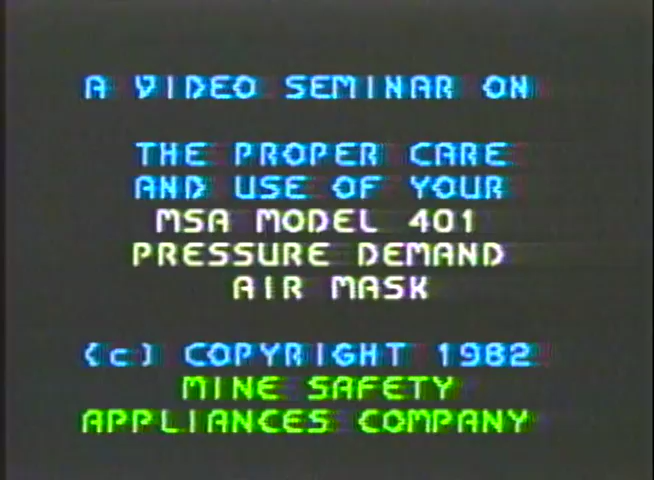 A VIDEO SEMINAR ON
THE PROPER CARE
AND USE OF YOUR
MSA MODEL 401
PRESSURE DEMAND
AIR MASK
(c) COPYRIGHT 1982
MINE SAFETY
APPLIANCES COMPANY